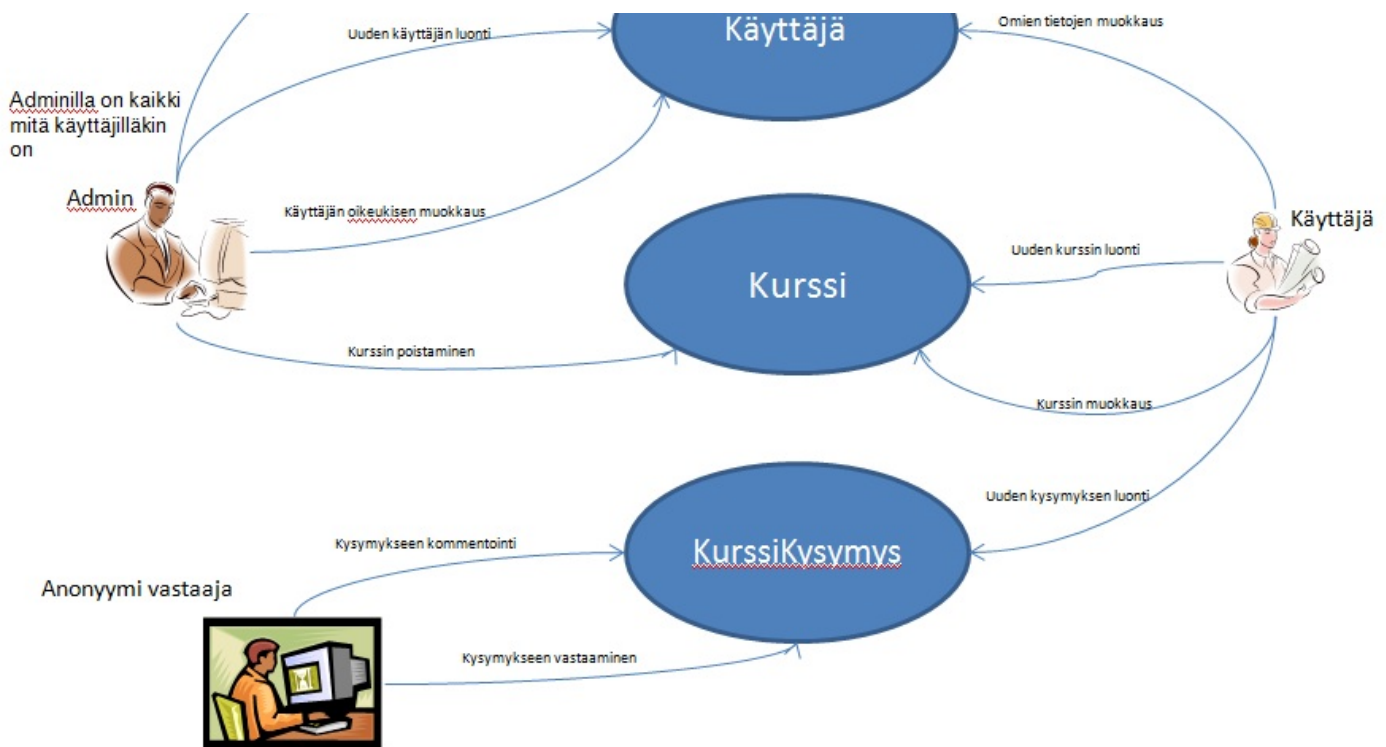 Käyttäjä
Omien tietojen muokkaus
Uuden käyttäjän luonti
Adminilla on kaikki
mitä käyttäjilläkin
on
Admin
Käyttäjän oikeukisen muokkaus
Käyttäjä
Uuden kurssin luonti
Kurssi
Kurssin poistaminen
Kurssin muokkaus
Uuden kysymyksen luonti
Kysymykseen kommentointi
KurssiKysymys
Anonyymi vastaaja
Kysymykseen vastaaminen